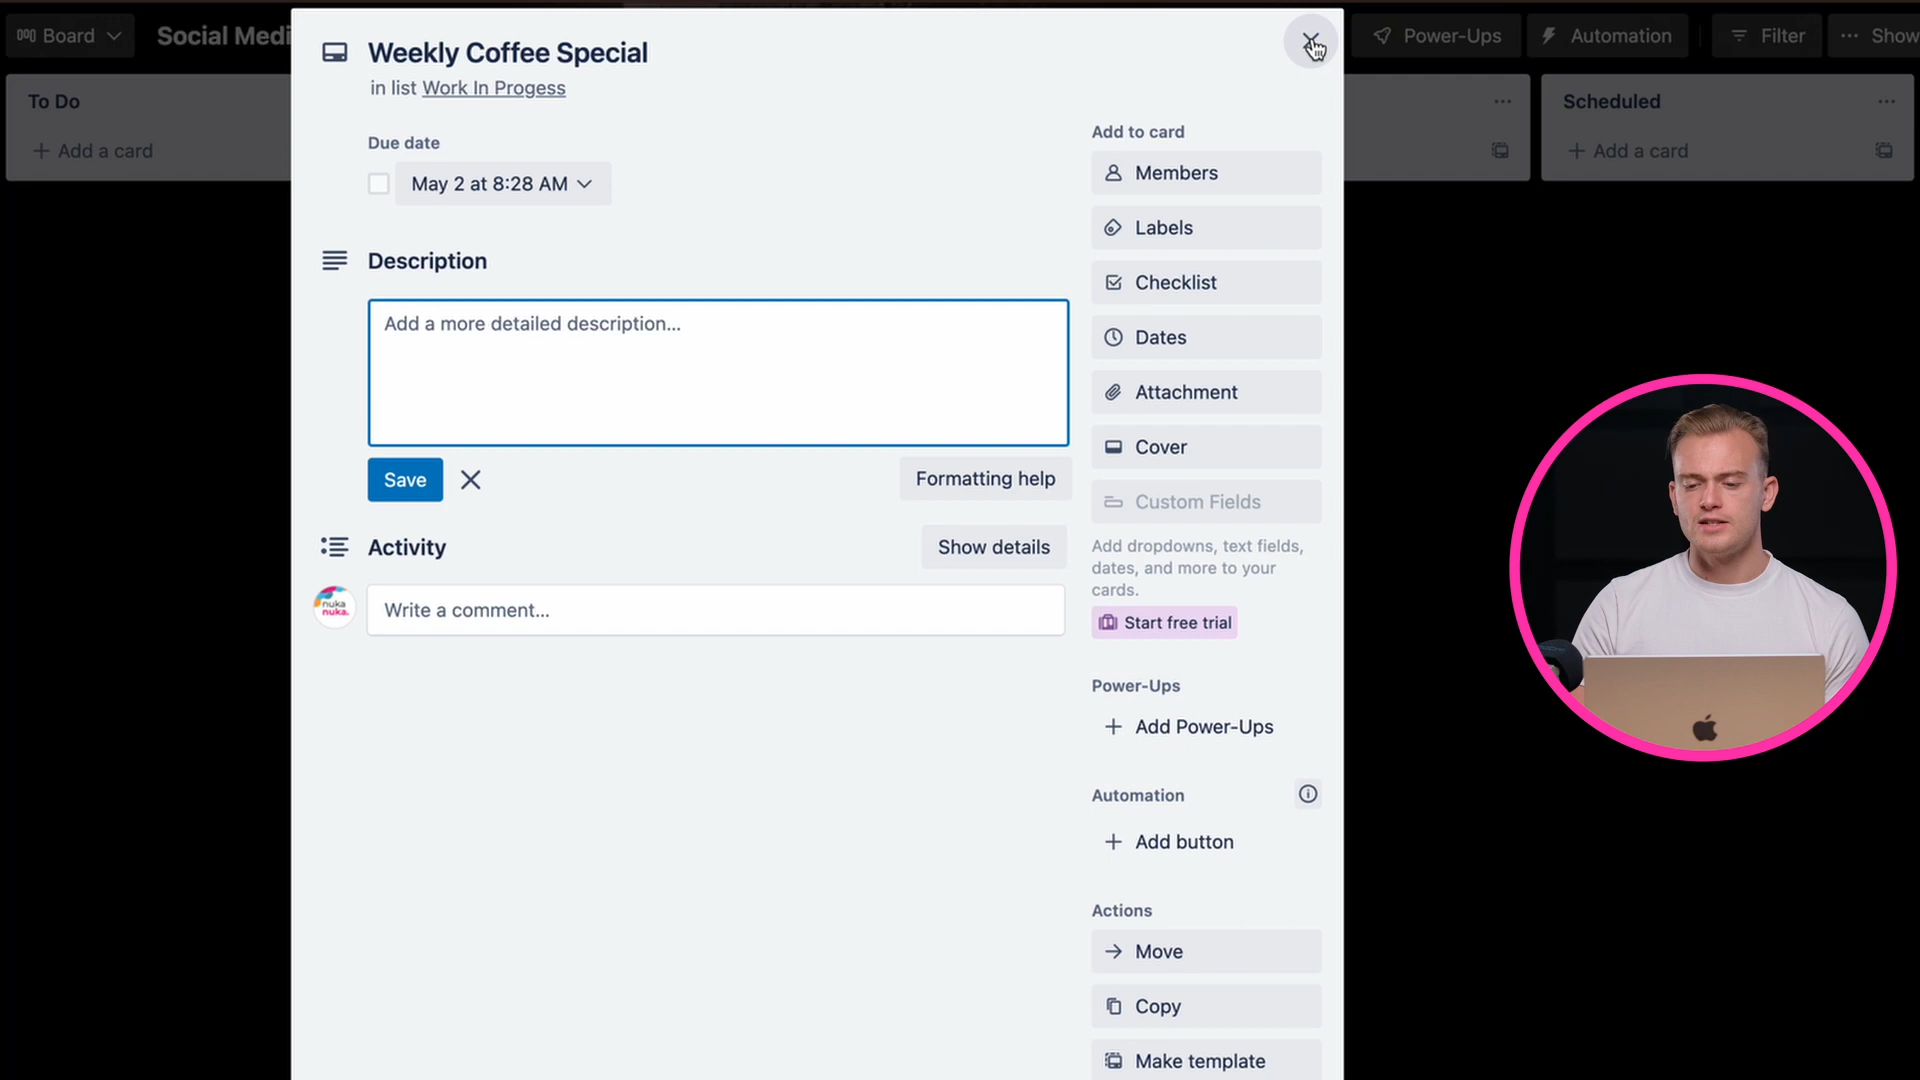 Board
Social Medi
Power-Ups
Automation
Filter
Show
To Do
Add a card
Scheduled
Add a card
Weekly Coffee Special
in list Work In Progess
Due date
May 2 at 8:28 AM
Description
Add a more detailed description...
Save
Formatting help
Activity
Show details
nuka
nuka.
Write a comment...
Add to card
Members
Labels
Checklist
Dates
Attachment
Cover
Custom Fields
Add dropdowns, text fields,
dates, and more to your
cards.
Start free trial
Power-Ups
Add Power-Ups
Automation
Add button
Actions
Move
Copy
Make template